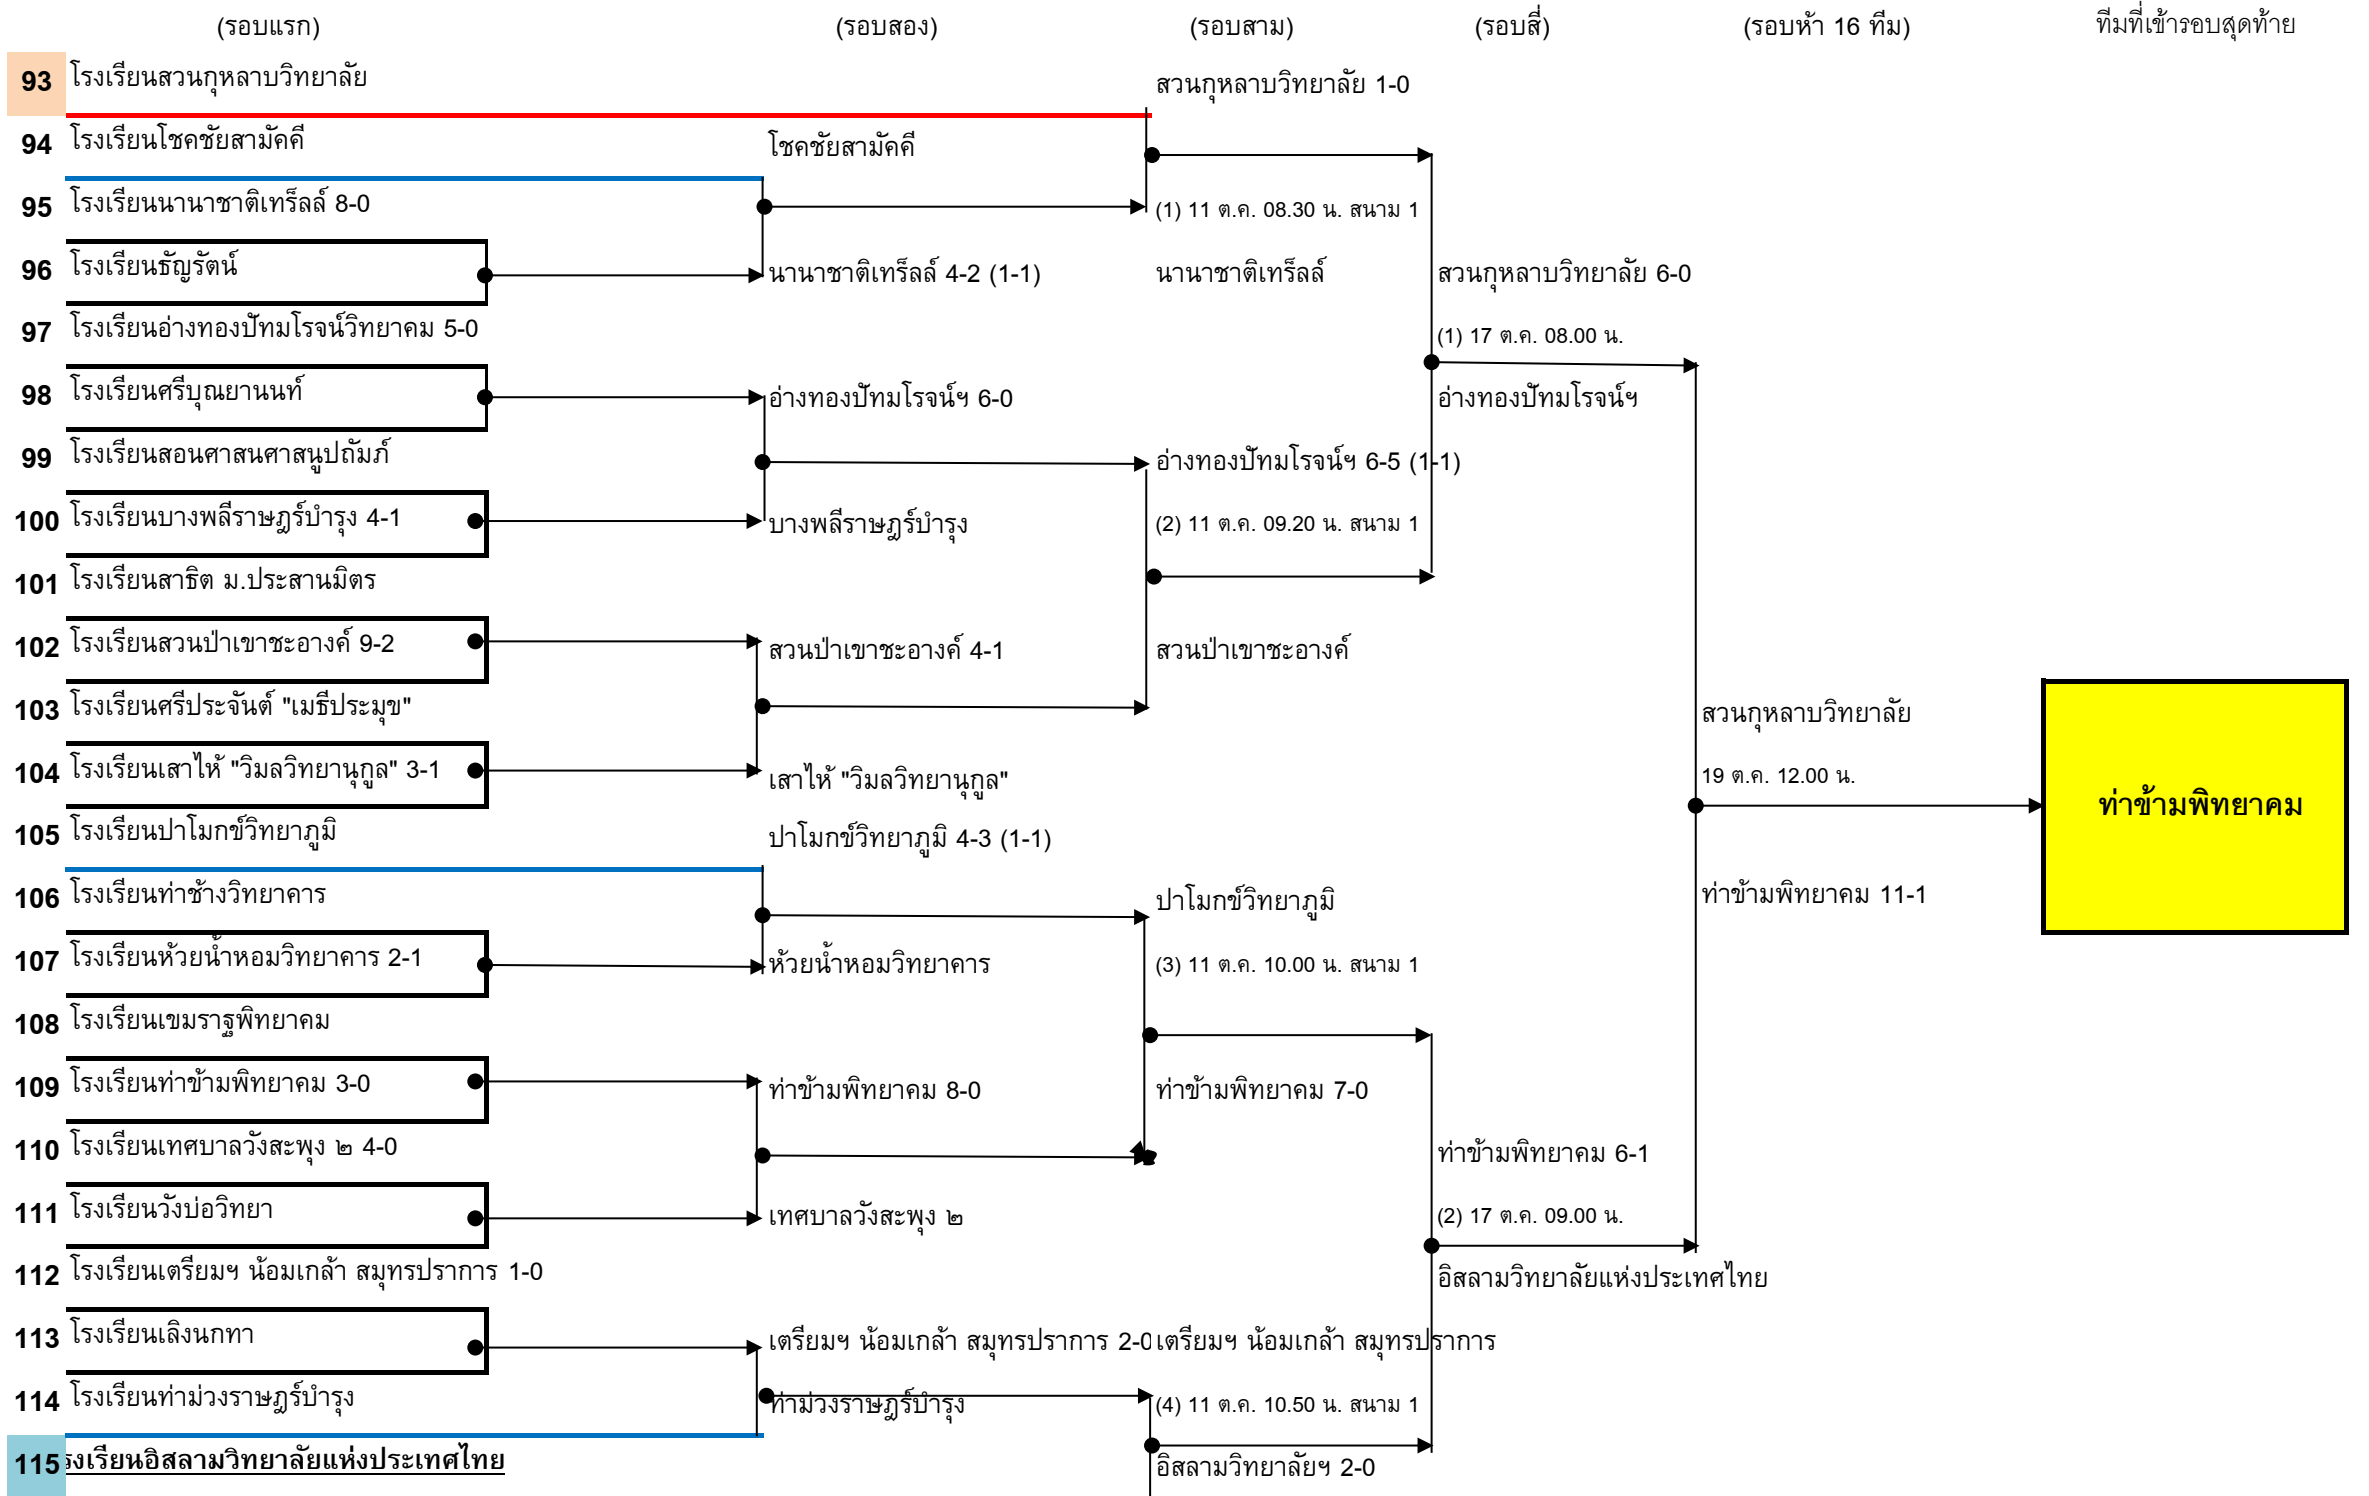 (รอบแรก) (รอบสอง) (รอบสาม) (รอบสี่) (รอบห้า 16 ทีม) ทีมที่เข้ารอบสุดท้าย
93 โรงเรียนสวนกุหลาบวิทยาลัย สวนกุหลาบวิทยาลัย 1-0
94 โรงเรียนโชคชัยสามัคคี โชคชัยสามัคคี
95 โรงเรียนนานาชาติเทร็ลล์ 8-0 (1) 11 ต.ค. 08.30 น. สนาม 1
96 โรงเรียนธัญรัตน์ นานาชาติเทร็ลล์ 4-2 (1-1) นานาชาติเทร็ลล์ สวนกุหลาบวิทยาลัย 6-0
97 โรงเรียนอ่างทองปัทมโรจน์วิทยาคม 5-0 (1) 17 ต.ค. 08.00 น.
98 โรงเรียนศรีบุณยานนท์ อ่างทองปัทมโรจน์ฯ 6-0 อ่างทองปัทมโรจน์ฯ
99 โรงเรียนสอนศาสนศาสนูปถัมภ์ อ่างทองปัทมโรจน์ฯ 6-5 (1-1)
100 โรงเรียนบางพลีราษฎร์บำรุง 4-1 บางพลีราษฎร์บำรุง (2) 11 ต.ค. 09.20 น. สนาม 1
101 โรงเรียนสาธิต ม.ประสานมิตร
102 โรงเรียนสวนป่าเขาชะอางค์ 9-2 สวนป่าเขาชะอางค์ 4-1 สวนป่าเขาชะอางค์
103 โรงเรียนศรีประจันต์ "เมธีประมุข" สวนกุหลาบวิทยาลัย
104 โรงเรียนเสาไห้ "วิมลวิทยานุกูล" 3-1 เสาไห้ "วิมลวิทยานุกูล" 19 ต.ค. 12.00 น.
ท่าข้ามพิทยาคม
105 โรงเรียนปาโมกข์วิทยาภูมิ ปาโมกข์วิทยาภูมิ 4-3 (1-1)
106 โรงเรียนท่าช้างวิทยาคาร ปาโมกข์วิทยาภูมิ ท่าข้ามพิทยาคม 11-1
107 โรงเรียนห้วยน้ำหอมวิทยาคาร 2-1 ห้วยน้ำหอมวิทยาคาร (3) 11 ต.ค. 10.00 น. สนาม 1
108 โรงเรียนเขมราฐพิทยาคม
109 โรงเรียนท่าข้ามพิทยาคม 3-0 ท่าข้ามพิทยาคม 8-0 ท่าข้ามพิทยาคม 7-0
110 โรงเรียนเทศบาลวังสะพุง ๒ 4-0 ท่าข้ามพิทยาคม 6-1
111 โรงเรียนวังบ่อวิทยา เทศบาลวังสะพุง ๒ (2) 17 ต.ค. 09.00 น.
112 โรงเรียนเตรียมฯ น้อมเกล้า สมุทรปราการ 1-0 อิสลามวิทยาลัยแห่งประเทศไทย
113 โรงเรียนเลิงนกทา เตรียมฯ น้อมเกล้า สมุทรปราการ 2-0 เตรียมฯ น้อมเกล้า สมุทรปราการ
114 โรงเรียนท่าม่วงราษฎร์บำรุง ท่าม่วงราษฎร์บำรุง (4) 11 ต.ค. 10.50 น. สนาม 1
115 รงเรียนอิสลามวิทยาลัยแห่งประเทศไทย อิสลามวิทยาลัยฯ 2-0